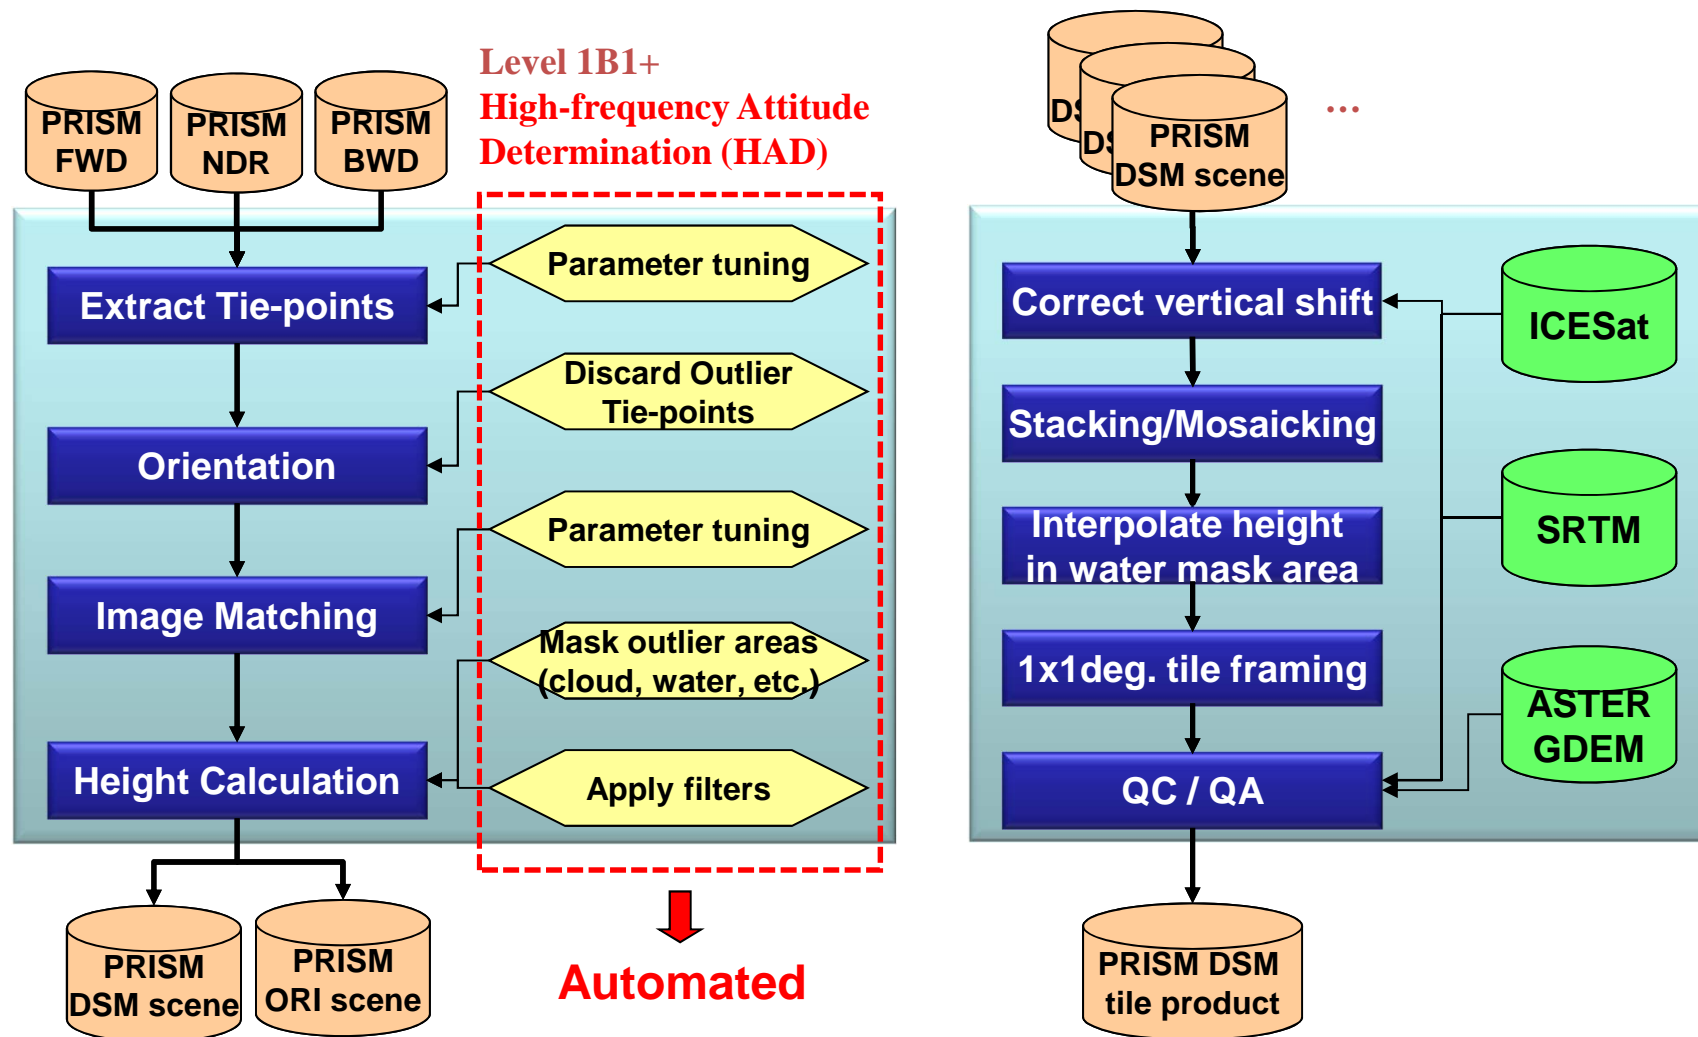 Level 1B1+
High-frequency Attitude
Determination (HAD)
PRISM
FWD
PRISM
NDR
PRISM
BWD
Extract Tie-points
Orientation
Image Matching
Height Calculation
Parameter tuning
Discard Outlier
Tie-points
Parameter tuning
Mask outlier areas
(cloud, water, etc.)
Apply filters
PRISM
DSM scene
PRISM
ORI scene
Automated
DS
DS
PRISM
DSM scene
...
Correct vertical shift
Stacking/Mosaicking
Interpolate height
in water mask area
1x1deg. tile framing
QC / QA
ICESat
SRTM
ASTER
GDEM
PRISM DSM
tile product